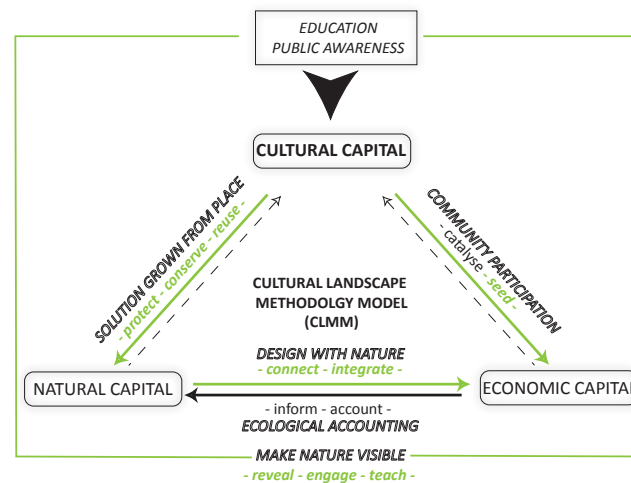 EDUCATION
PUBLIC AWARENESS
CULTURAL CAPITAL
SOLUTION GROWN FROM PLACE
- protect - conserve - reuse -
COMMUNITY PARTICIPATION
- catalyse - seed -
CULTURAL LANDSCAPE
METHODOLGY MODEL
(CLMM)
DESIGN WITH NATURE
- connect - integrate -
NATURAL CAPITAL
ECONOMIC CAPITAL
- inform - account -
ECOLOGICAL ACCOUNTING
MAKE NATURE VISIBLE
- reveal - engage - teach -